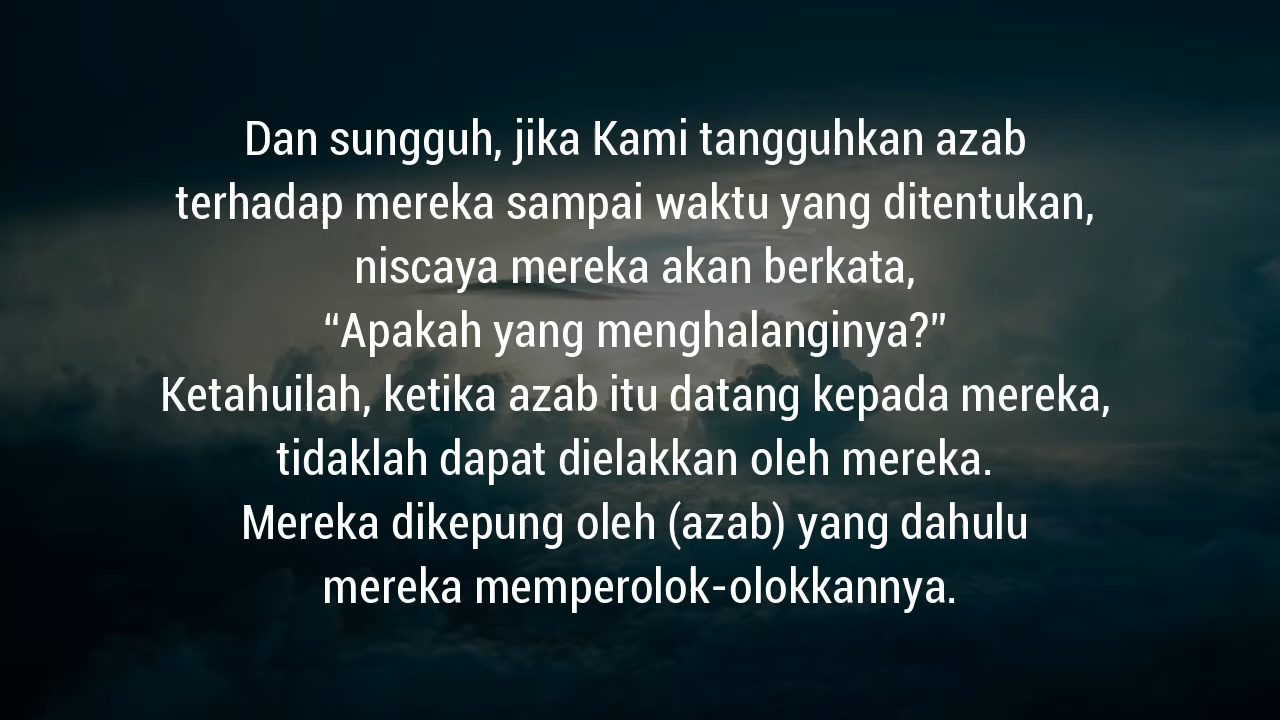 Dan sungguh, jika Kami tangguhkan azab
terhadap mereka sampai waktu yang ditentukan,
niscaya mereka akan berkata,
“Apakah yang menghalanginya?”
Ketahuilah, ketika azab itu datang kepada mereka,
tidaklah dapat dielakkan oleh mereka.
Mereka dikepung oleh (azab) yang dahulu
mereka memperolok-olokkannya.